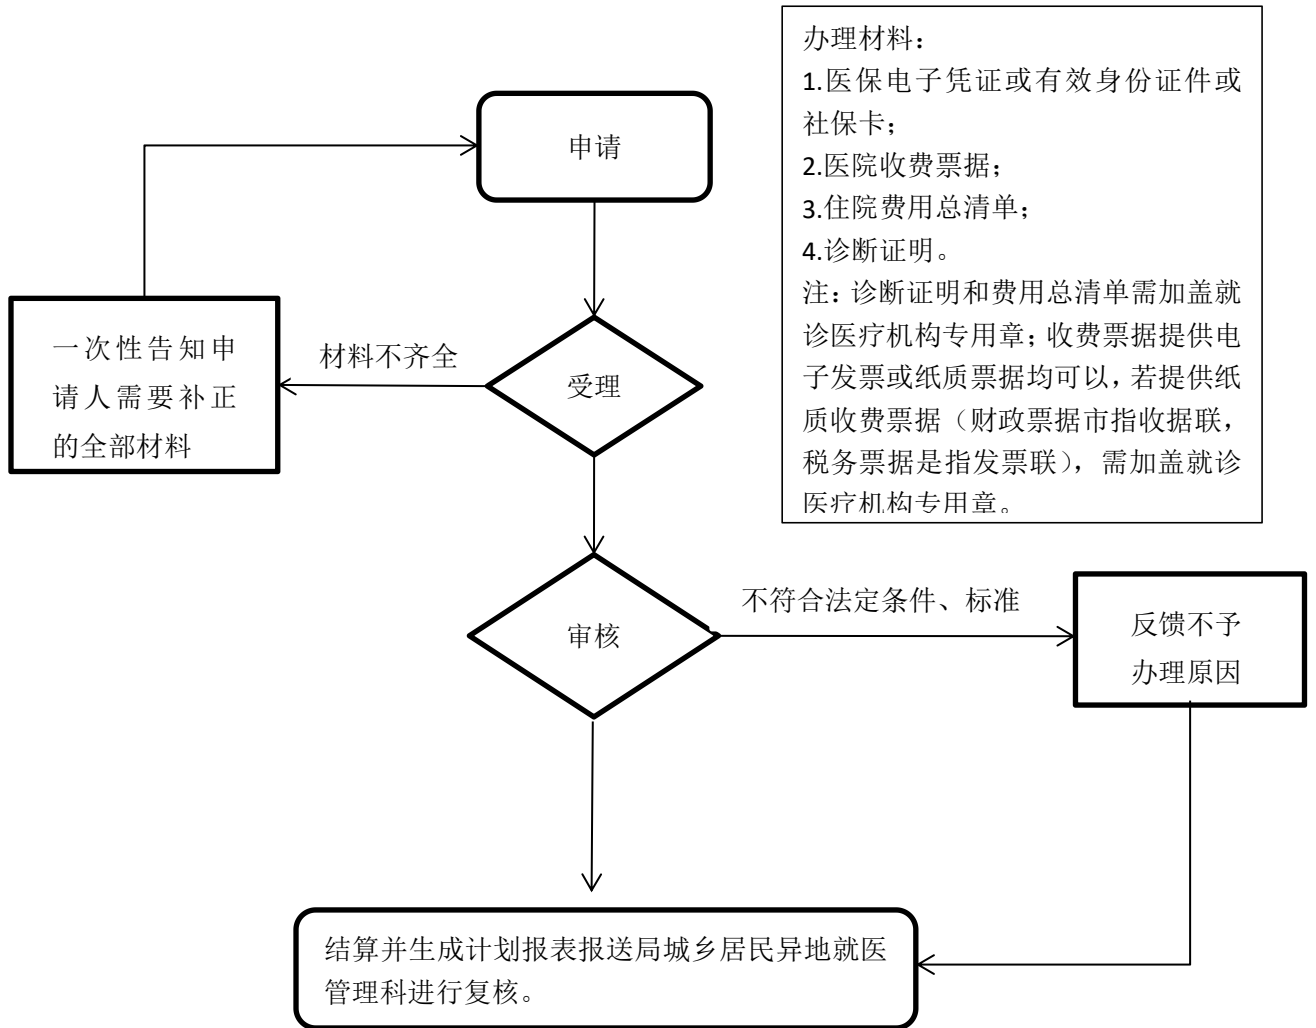 办理材料：
1.医保电子凭证或有效身份证件或
社保卡；
2.医院收费票据；
3.住院费用总清单；
4.诊断证明。
注：诊断证明和费用总清单需加盖就
诊医疗机构专用章；收费票据提供电
子发票或纸质票据均可以，若提供纸
质收费票据（财政票据市指收据联，
税务票据是指发票联），需加盖就诊
医疗机构专用章。
申请
一次性告知申
请人需要补正
的全部材料
材料不齐全
受理
审核
不符合法定条件、标准
反馈不予
办理原因
结算并生成计划报表报送局城乡居民异地就医
管理科进行复核。